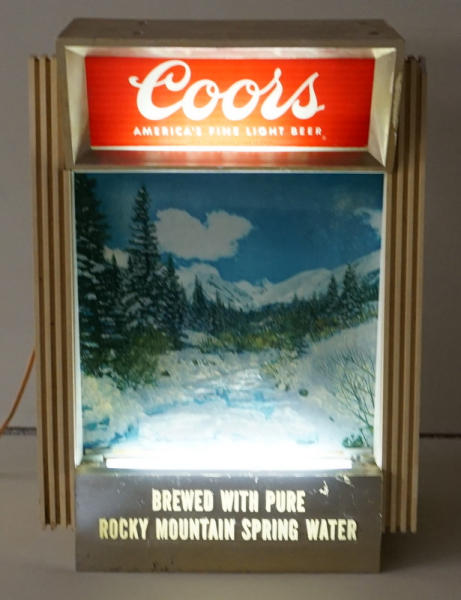 Coors
AMERICA'S FINE LIGHT BEER
BREWED WITH PURE
ROCKY MOUNTAIN SPRING WATER